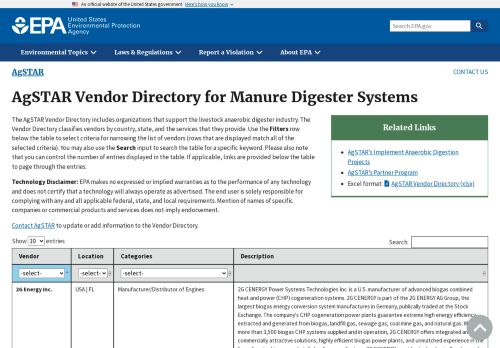 An official website of the United States government Here's how you know
EPA United States
Environmental Protection
Agency
Search EPA.gov
Environmental Topics Laws & Regulations Report a Violation About EPA
AgSTAR
CONTACT US
AgSTAR Vendor Directory for Manure Digester Systems
The AgSTAR Vendor Directory includes organizations that support the livestock anaerobic digester industry. The
Vendor Directory classifies vendors by country, state, and the services that they provide. Use the Filters row
below the table to select criteria for narrowing the list of vendors (rows that are displayed match all of the
selected criteria). You may also use the Search input to search the table for a specific keyword. Please also note
that you can control the number of entries displayed in the table. If applicable, links are provided below the table
to page through the entries.
Technology Disclaimer: EPA makes no expressed or implied warranties as to the performance of any technology
and does not certify that a technology will always operate as advertised. The end user is solely responsible for
complying with any and all applicable federal, state, and local requirements. Mention of names of specific
companies or commercial products and services does not imply endorsement.
Contact AgSTAR to update or add information to the Vendor Directory.
Related Links
AgSTAR's Implement Anaerobic Digestion
Projects
AgSTAR's Partner Program
Excel format: AgSTAR Vendor Directory (xlsx)
Show 10 entries
Search:
Vendor Location Categories Description
-select- -select- -select-
2G Energy Inc. USA | FL Manufacturer/Distributor of Engines
2G CENERGY Power Systems Technologies Inc. is a U.S. manufacturer of advanced biogas combined
heat and power (CHP) cogeneration systems. 2G CENERGY is part of the 2G ENERGY AG Group, the
largest biogas energy conversion system manufacturers in Germany, publically traded at the Stock
Exchange. The company's CHP cogeneration power plants guarantee extreme high energy efficiency
extracted and generated from biogas, landfill gas, sewage gas, coal mine gas, and natural gas.
more than 3,500 biogas CHP systems supplied and in operation, 2G CENERGY offers integrated and
commercially attractive solutions, highly efficient biogas power plants, and unmatched experience in the